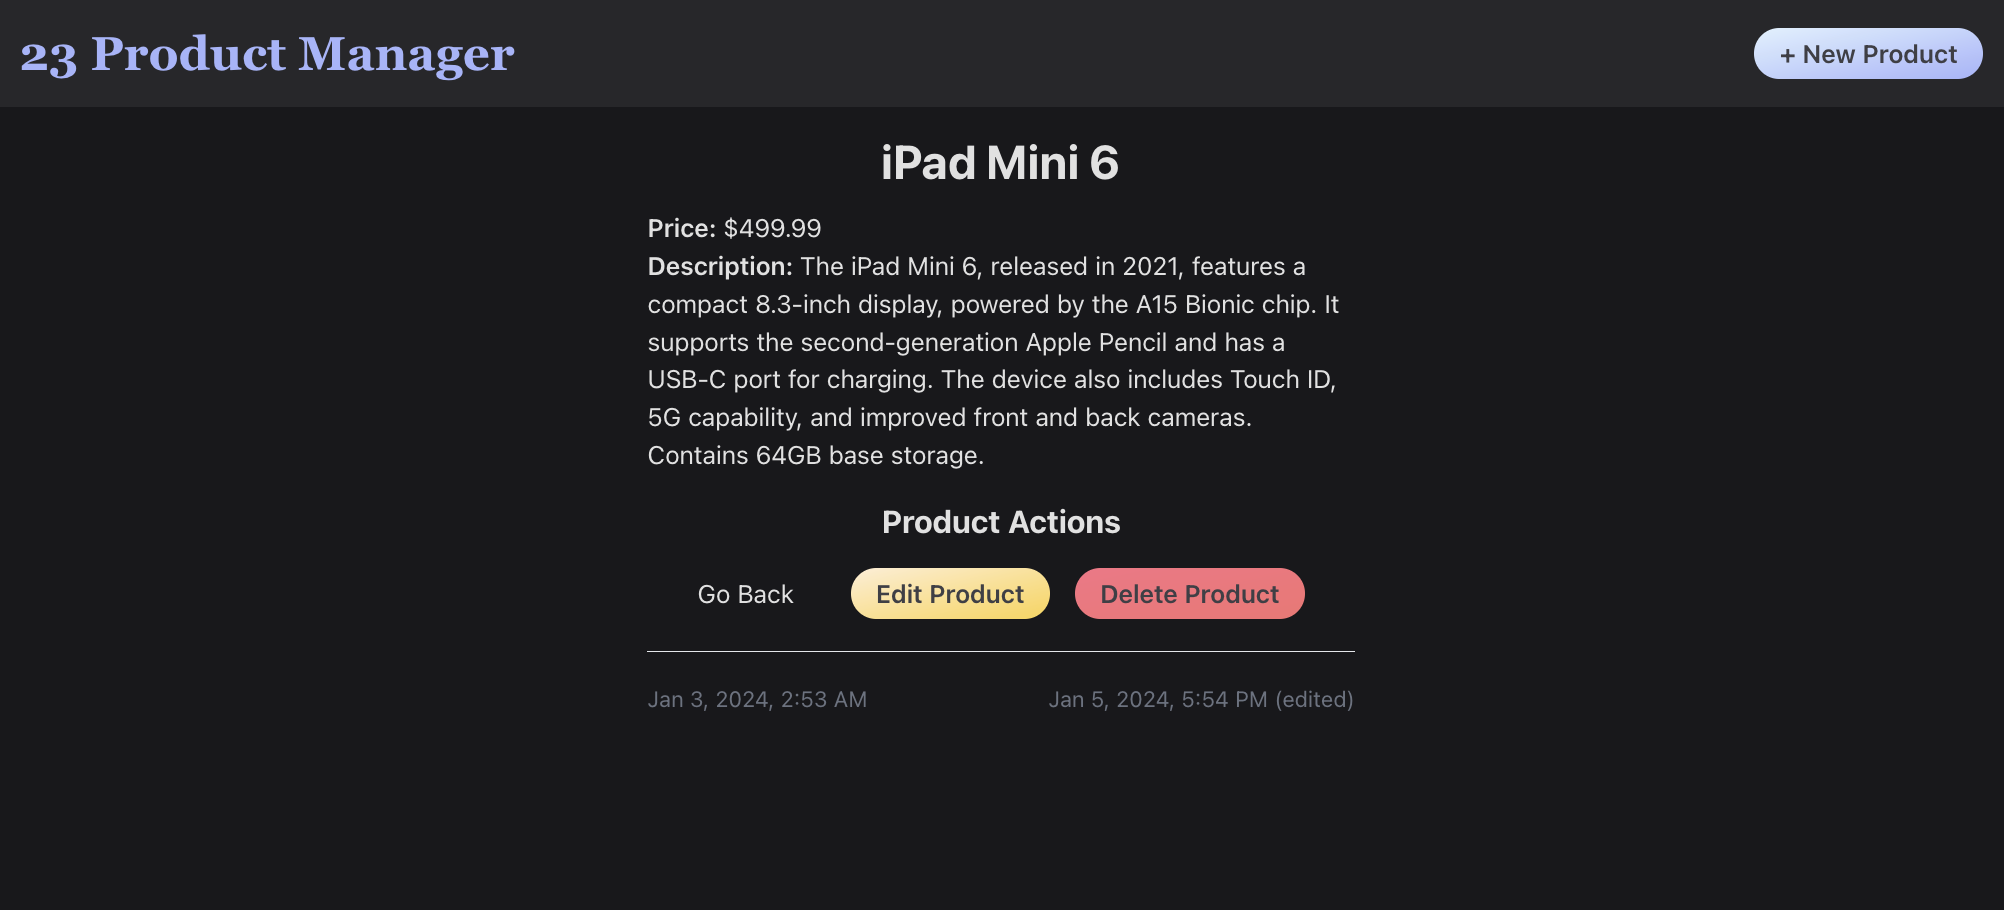 23 Product Manager
+ New Product
iPad Mini 6
Price: $499.99
Description: The iPad Mini 6, released in 2021, features a
compact 8.3-inch display, powered by the A15 Bionic chip. It
supports the second-generation Apple Pencil and has a
USB-C port for charging. The device also includes Touch ID,
5G capability, and improved front and back cameras.
Contains 64GB base storage.
Product Actions
Go Back
Edit Product
Delete Product
Jan 3, 2024, 2:53 AM
Jan 5, 2024, 5:54 PM (edited)